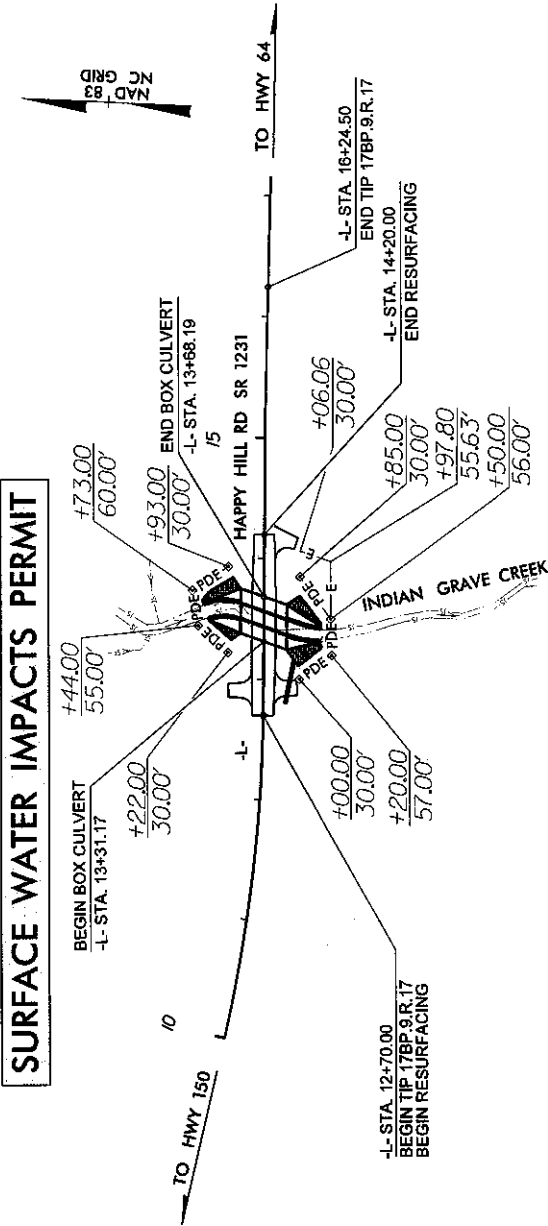 SURFACE WATER IMPACTS PERMIT
NAD 83
NC GRID
BEGIN BOX CULVERT
-L- STA. 13+31.17
+44.00
55.00'
+73.00
60.00'
+22.00
30.00'
+93.00
30.00'
END BOX CULVERT
-L- STA. 13+68.19
TO HWY 150
10
-L-
HAPPY HILL RD SR 1231
15
TO HWY 64
PDE
PDE
PDE
PDE
PDE
PDE
PDE
PDE
E
E
INDIAN GRAVE CREEK
-L- STA. 12+70.00
BEGIN TIP 17BP.9.R.17
BEGIN RESURFACING
+00.00
30.00'
+20.00
57.00'
+06.06
30.00'
+85.00
30.00'
+97.80
55.63'
+50.00
56.00'
-L- STA. 16+24.50
END TIP 17BP.9.R.17
-L- STA. 14+20.00
END RESURFACING